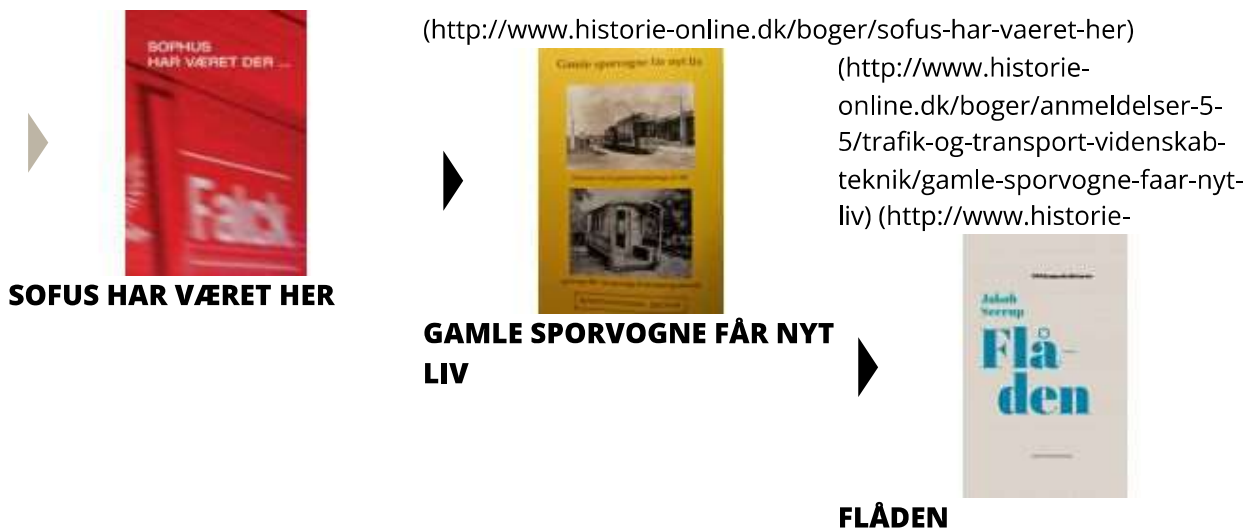 SOPHUS
HAR VÆRET DER ...
Falck
SOFUS HAR VÆRET HER
(http://www.historie-online.dk/boger/sofus-har-vaeret-her)
Gamle sporvogne får nyt liv
GAMLE SPORVOGNE FÅR NYT
LIV
(http://www.historie-
online.dk/boger/anmeldelser-5-
5/trafik-og-transport-videnskab-
teknik/gamle-sporvogne-faar-nyt-
liv) (http://www.historie-
Jakob
Seerup
Flå-
den
FLÅDEN